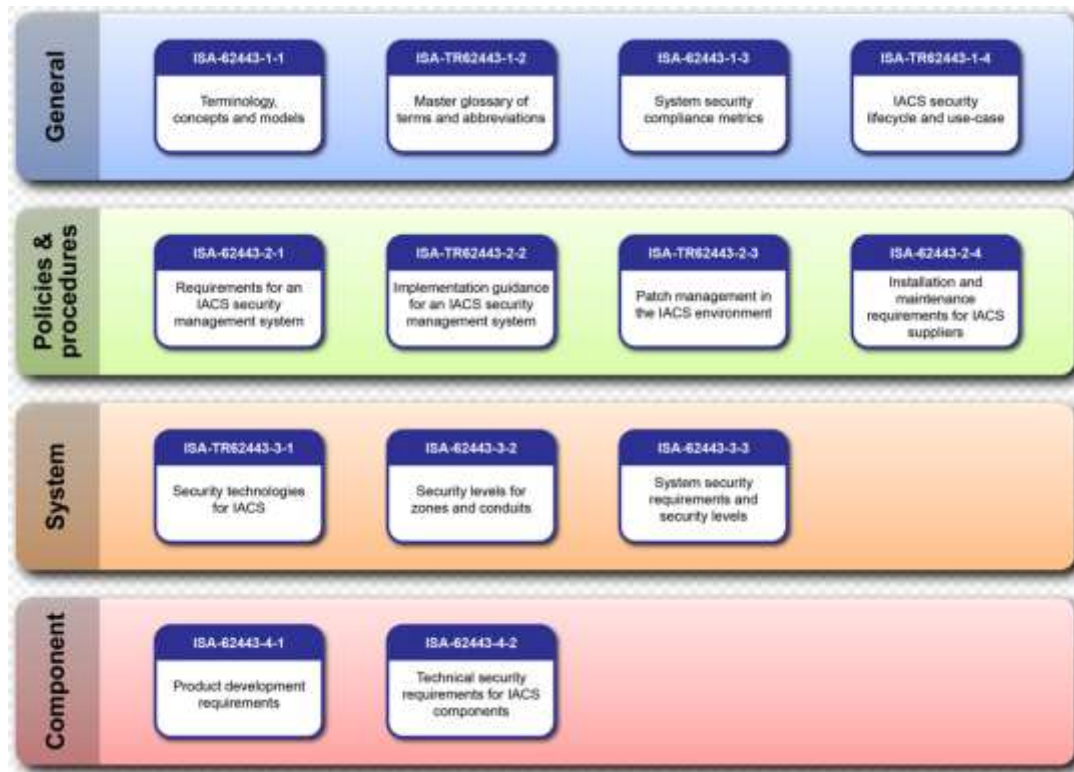 General
ISA-62443-1-1
Terminology,
concepts and models
ISA-TR62443-1-2
Master glossary of
terms and abbreviations
ISA-62443-1-3
System security
compliance metrics
ISA-TR62443-1-4
IACS security
lifecycle and use-case
Policies &
procedures
ISA-62443-2-1
Requirements for an
IACS security
management system
ISA-TR62443-2-2
Implementation guidance
for an IACS security
management system
ISA-TR62443-2-3
Patch management in
the IACS environment
ISA-62443-2-4
Installation and
maintenance
requirements for IACS
suppliers
System
ISA-TR62443-3-1
Security technologies
for IACS
ISA-62443-3-2
Security levels for
zones and conduits
ISA-62443-3-3
System security
requirements and
security levels
Component
ISA-62443-4-1
Product development
requirements
ISA-62443-4-2
Technical security
requirements for IACS
components